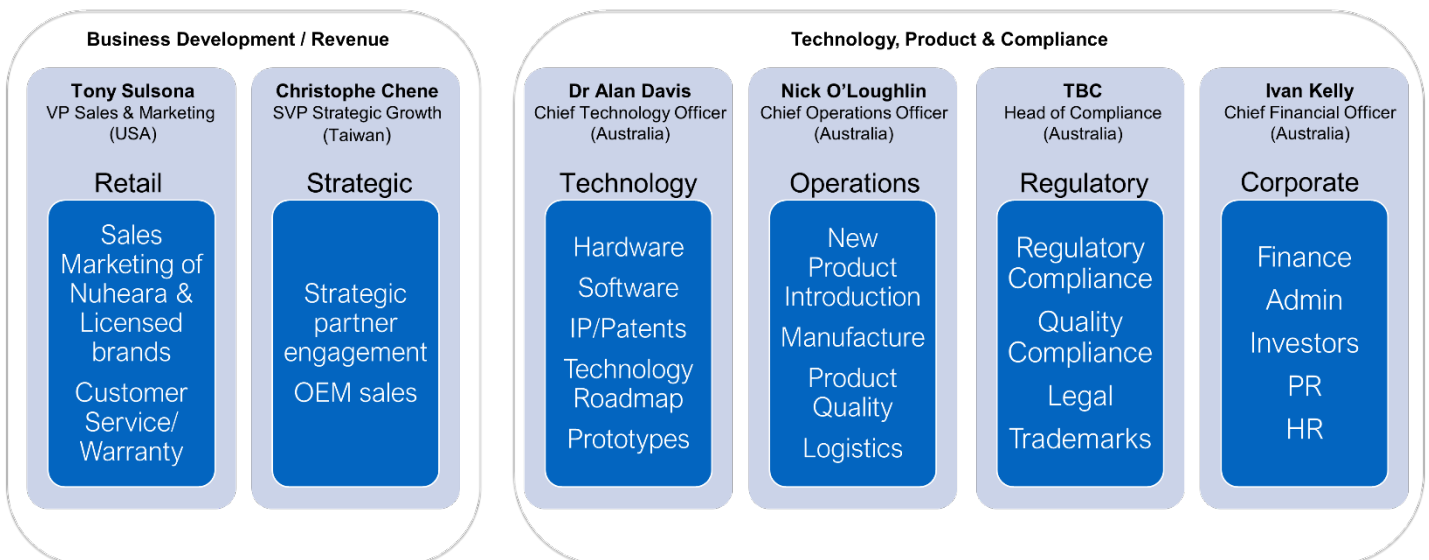 Business Development / Revenue
Tony Sulsona
VP Sales & Marketing
(USA)
Retail
Sales
Marketing of
Nuheara &
Licensed
brands
Customer
Service/
Warranty
Christophe Chene
SVP Strategic Growth
(Taiwan)
Strategic
Strategic
partner
engagement
OEM sales
Technology, Product & Compliance
Dr Alan Davis
Chief Technology Officer
(Australia)
Technology
Hardware
Software
IP/Patents
Technology
Roadmap
Prototypes
Nick O’Loughlin
Chief Operations Officer
(Australia)
Operations
New
Product
Introduction
Manufacture
Product
Quality
Logistics
TBC
Head of Compliance
(Australia)
Regulatory
Regulatory
Compliance
Quality
Compliance
Legal
Trademarks
Ivan Kelly
Chief Financial Officer
(Australia)
Corporate
Finance
Admin
Investors
PR
HR